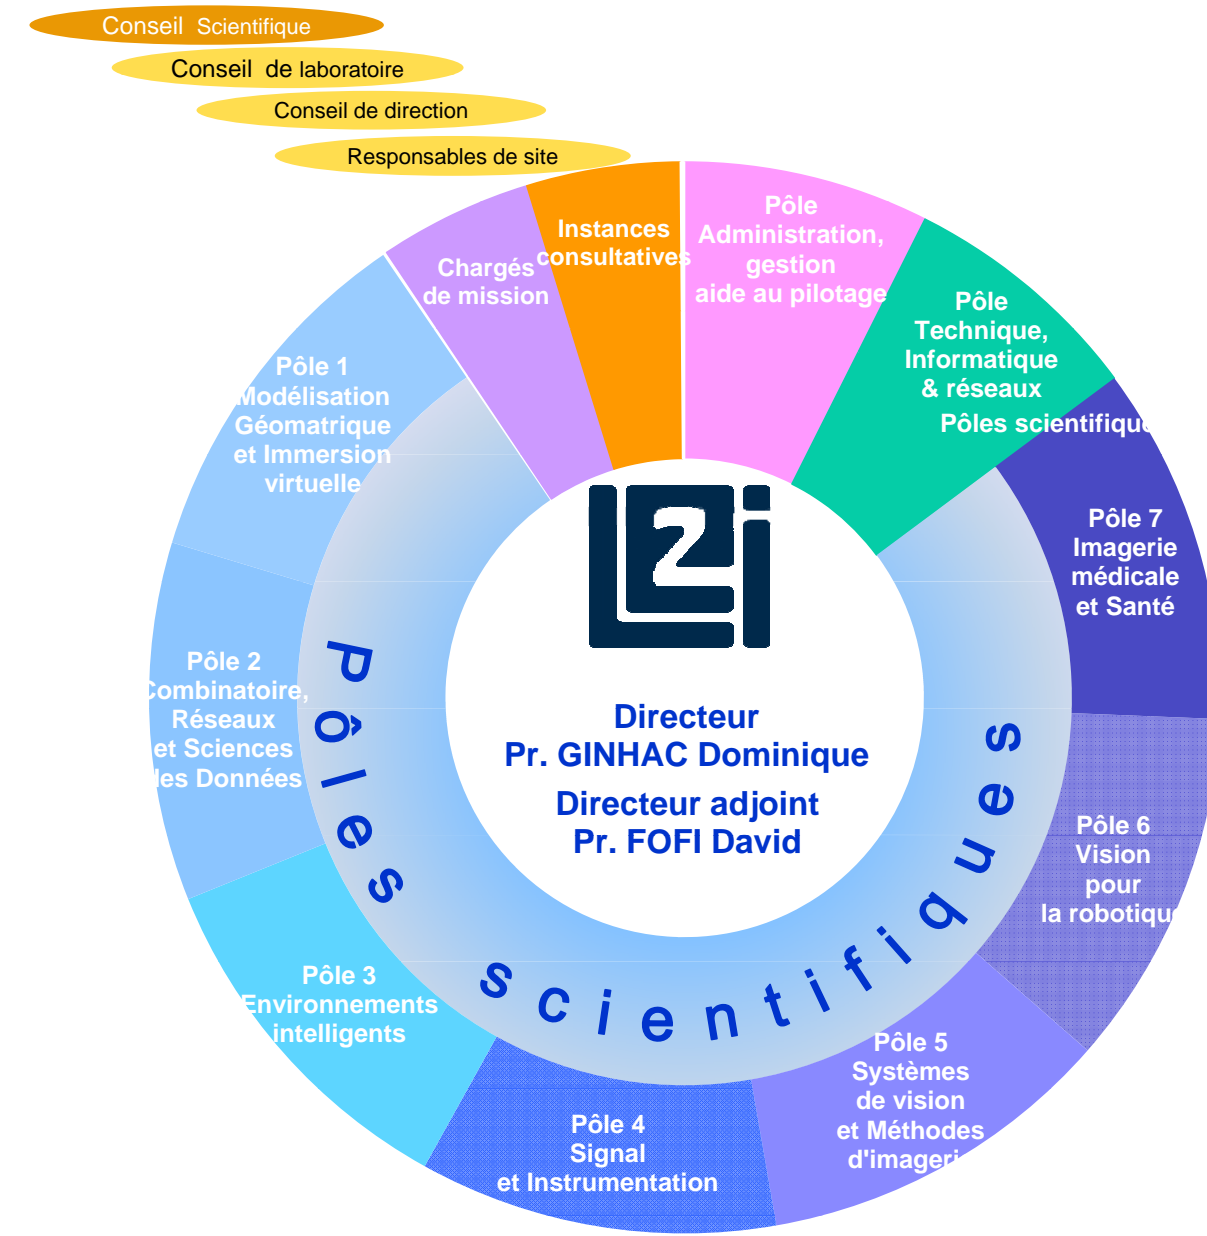 Conseil Scientifique
Conseil de laboratoire
Conseil de direction
Responsables de site
Instances
consultatives
Pôle
Administration,
gestion
aide au pilotage
Chargés
de mission
Pôle
Technique,
Informatique
& réseaux
Pôles scientifiqu
Pôle 1
Modélisation
Géomatrique
et Immersion
virtuelle
Pôle 7
Imagerie
médicale
et Santé
Pôle 2
Combinatoire,
Réseaux
et Sciences
des Données
Directeur
Pr. GINHAC Dominique
Directeur adjoint
Pr. FOFI David
Pôles scientifiques
Pôle 6
Vision
pour
la robotiqu
Pôle 3
Environnements
intelligents
Pôle 5
Systèmes
de vision
et Méthodes
d'imageri
Pôle 4
Signal
et Instrumentation